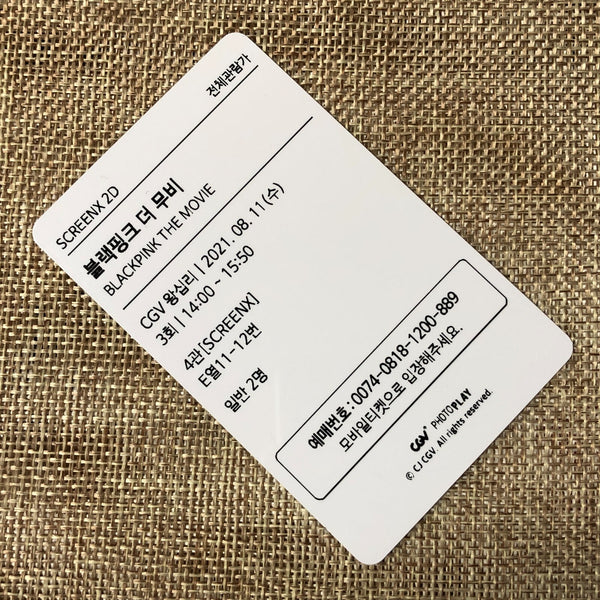 SCREENX 2D
전체관람가
블랙핑크 더 무비
BLACKPINK THE MOVIE
CGV 왕십리 | 2021. 08. 11(수)
3회 | 14:00 ~ 15:50
4관[SCREENX]
E열11-12번
일반 2명
예매번호:0074-0818-1200-889
모바일티켓으로 입장해주세요.
CGV PHOTOPLAY
© CJ CGV. All rights reserved.